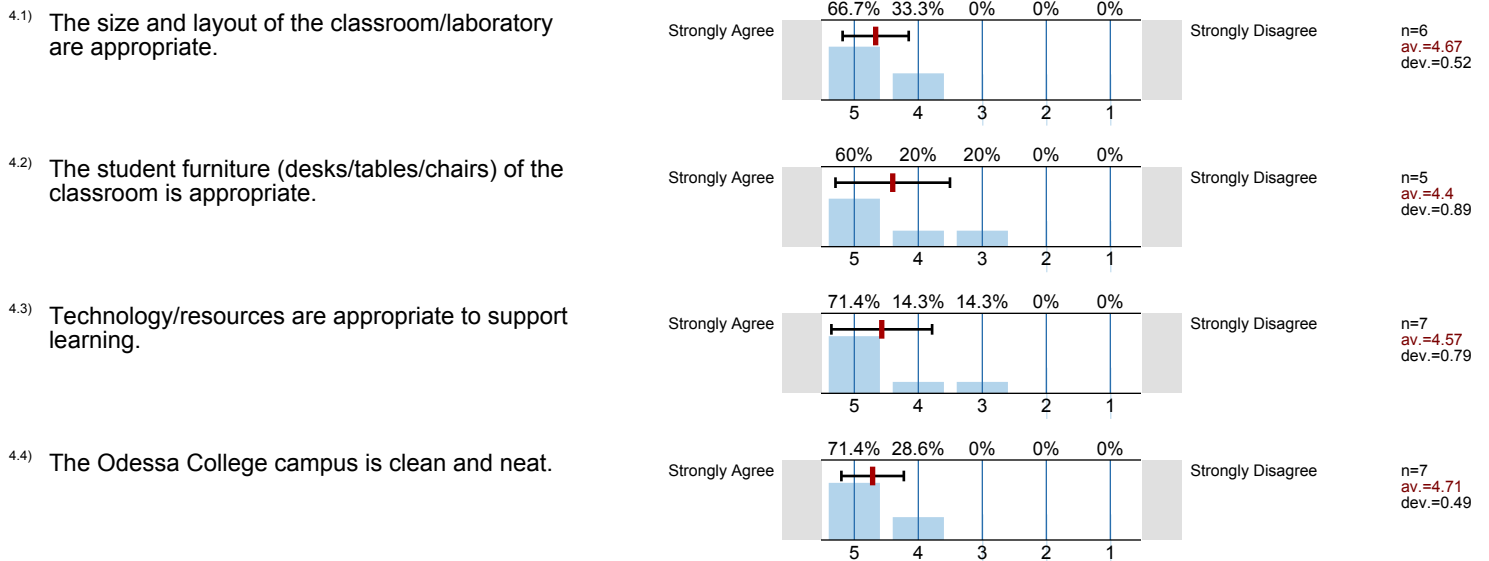 4.1) The size and layout of the classroom/laboratory
are appropriate.
66.7% 33.3% 0% 0% 0%
Strongly Agree
Strongly Disagree
n=6
av.=4.67
dev.=0.52
5 4 3 2 1
4.2) The student furniture (desks/tables/chairs) of the
classroom is appropriate.
60% 20% 20% 0% 0%
Strongly Agree
Strongly Disagree
n=5
av.=4.4
dev.=0.89
5 4 3 2 1
4.3) Technology/resources are appropriate to support
learning.
71.4% 14.3% 14.3% 0% 0%
Strongly Agree
Strongly Disagree
n=7
av.=4.57
dev.=0.79
5 4 3 2 1
4.4) The Odessa College campus is clean and neat.
71.4% 28.6% 0% 0% 0%
Strongly Agree
Strongly Disagree
n=7
av.=4.71
dev.=0.49
5 4 3 2 1